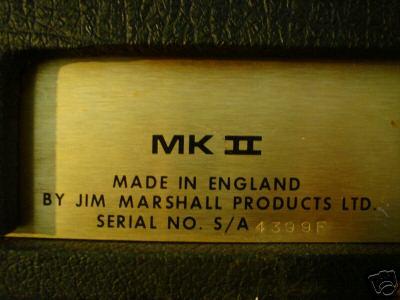 MK II
MADE IN ENGLAND
BY JIM MARSHALL PRODUCTS LTD.
SERIAL NO. S/A 4399F